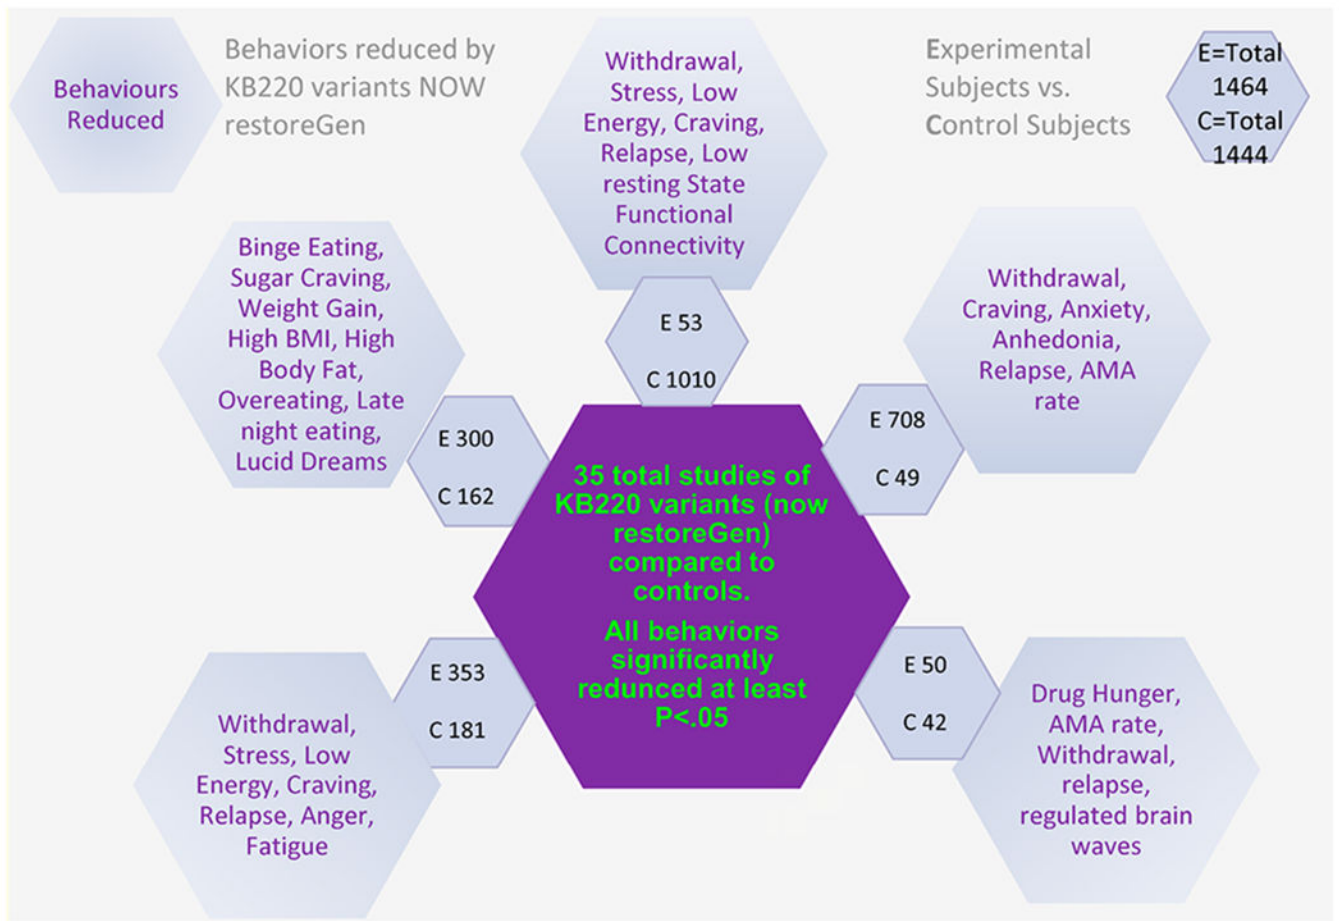 Behaviours
Reduced
Behaviors reduced by
KB220 variants NOW
restoreGen
Withdrawal,
Stress, Low
Energy, Craving,
Relapse, Low
resting State
Functional
Connectivity
Experimental
Subjects vs.
Control Subjects
E=Total
1464
C=Total
1444
Binge Eating,
Sugar Craving,
Weight Gain,
High BMI, High
Body Fat,
Overeating, Late
night eating,
Lucid Dreams
E 300
C 162
E 53
C 1010
Withdrawal,
Craving, Anxiety,
Anhedonia,
Relapse, AMA
rate
E 708
C 49
35 total studies of
KB220 variants (now
restoreGen)
compared to
controls.
All behaviors
significantly
redunced at least
P<.05
Withdrawal,
Stress, Low
Energy, Craving,
Relapse, Anger,
Fatigue
E 353
C 181
E 50
C 42
Drug Hunger,
AMA rate,
Withdrawal,
relapse,
regulated brain
waves